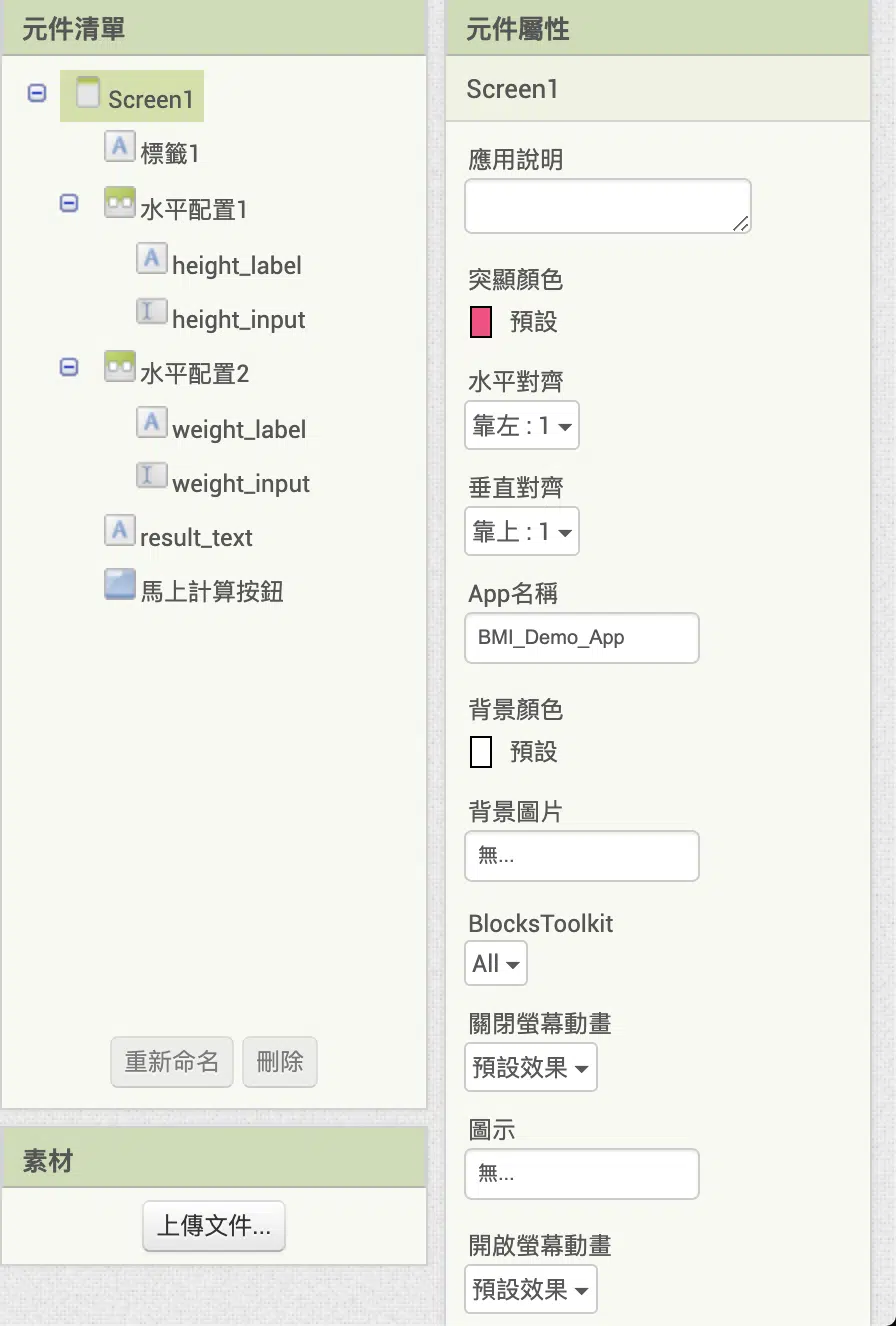 元件清單
Screen1
標籤1
水平配置1
height_label
height_input
水平配置2
weight_label
weight_input
result_text
馬上計算按鈕
重新命名
刪除
素材
上傳文件...
元件屬性
Screen1
應用說明
突顯顏色
預設
水平對齊
靠左 : 1
垂直對齊
靠上 : 1
App名稱
BMI_Demo_App
背景顏色
預設
背景圖片
無...
BlocksToolkit
All
關閉螢幕動畫
預設效果
圖示
無...
開啟螢幕動畫
預設效果